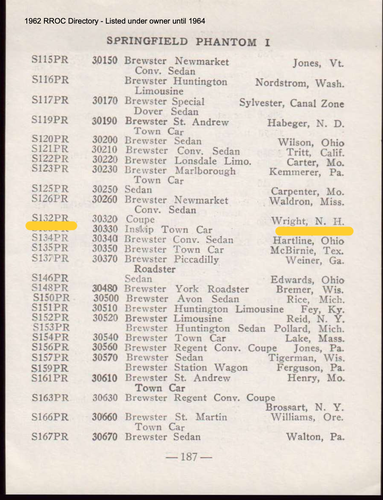 1962 RROC Directory - Listed under owner until 1964
SPRINGFIELD PHANTOM I
S115PR 30150 Brewster Newmarket Jones, Vt.
Conv. Sedan
S116PR Brewster Huntington Nordstrom, Wash.
Limousine
S117PR 30170 Brewster Special Sylvester, Canal Zone
Dover Sedan
S119PR 30190 Brewster St. Andrew Habeger, N. D.
Town Car
S120PR 30200 Brewster Sedan Wilson, Ohio
S121PR 30210 Brewster Conv. Sedan Tritt, Calif.
S122PR 30220 Brewster Lonsdale Limo. Carter, Mo.
S123PR 30230 Brewster Marlborough Kemmerer, Pa.
Town Car
S125PR 30250 Sedan Carpenter, Mo.
S126PR 30260 Brewster Newmarket Waldron, Miss.
Conv. Sedan
S132PR 30320 Coupe Wright, N. H.
30330 Inskip Town Car
S134PR 30340 Brewster Conv. Sedan Hartline, Ohio
S135PR 30350 Brewster Town Car McBirnie, Tex.
S137PR 30370 Brewster Piccadilly Weiner, Ga.
Roadster
S146PR Sedan Edwards, Ohio
S148PR 30480 Brewster York Roadster Bremer, Wis.
S150PR 30500 Brewster Avon Sedan Rice, Mich.
S151PR 30510 Brewster Huntington Limousine Fey, Ky.
S152PR 30520 Brewster Limousine Reid, N. Y.
S153PR Brewster Huntington Sedan Pollard, Mich.
S154PR 30540 Brewster Town Car Lake, Mass.
S156PR 30560 Brewster Regent Conv. Coupe Jones, Pa.
S157PR 30570 Brewster Sedan Tigerman, Wis.
S159PR Brewster Station Wagon Ferguson, Pa.
S161PR 30610 Brewster St. Andrew Henry, Mo.
Town Car
S163PR 30630 Brewster Regent Conv. Coupe
Brossart, N. Y.
S166PR 30660 Brewster St. Martin Williams, Ore.
Town Car
S167PR 30670 Brewster Sedan Walton, Pa.
— 187 —